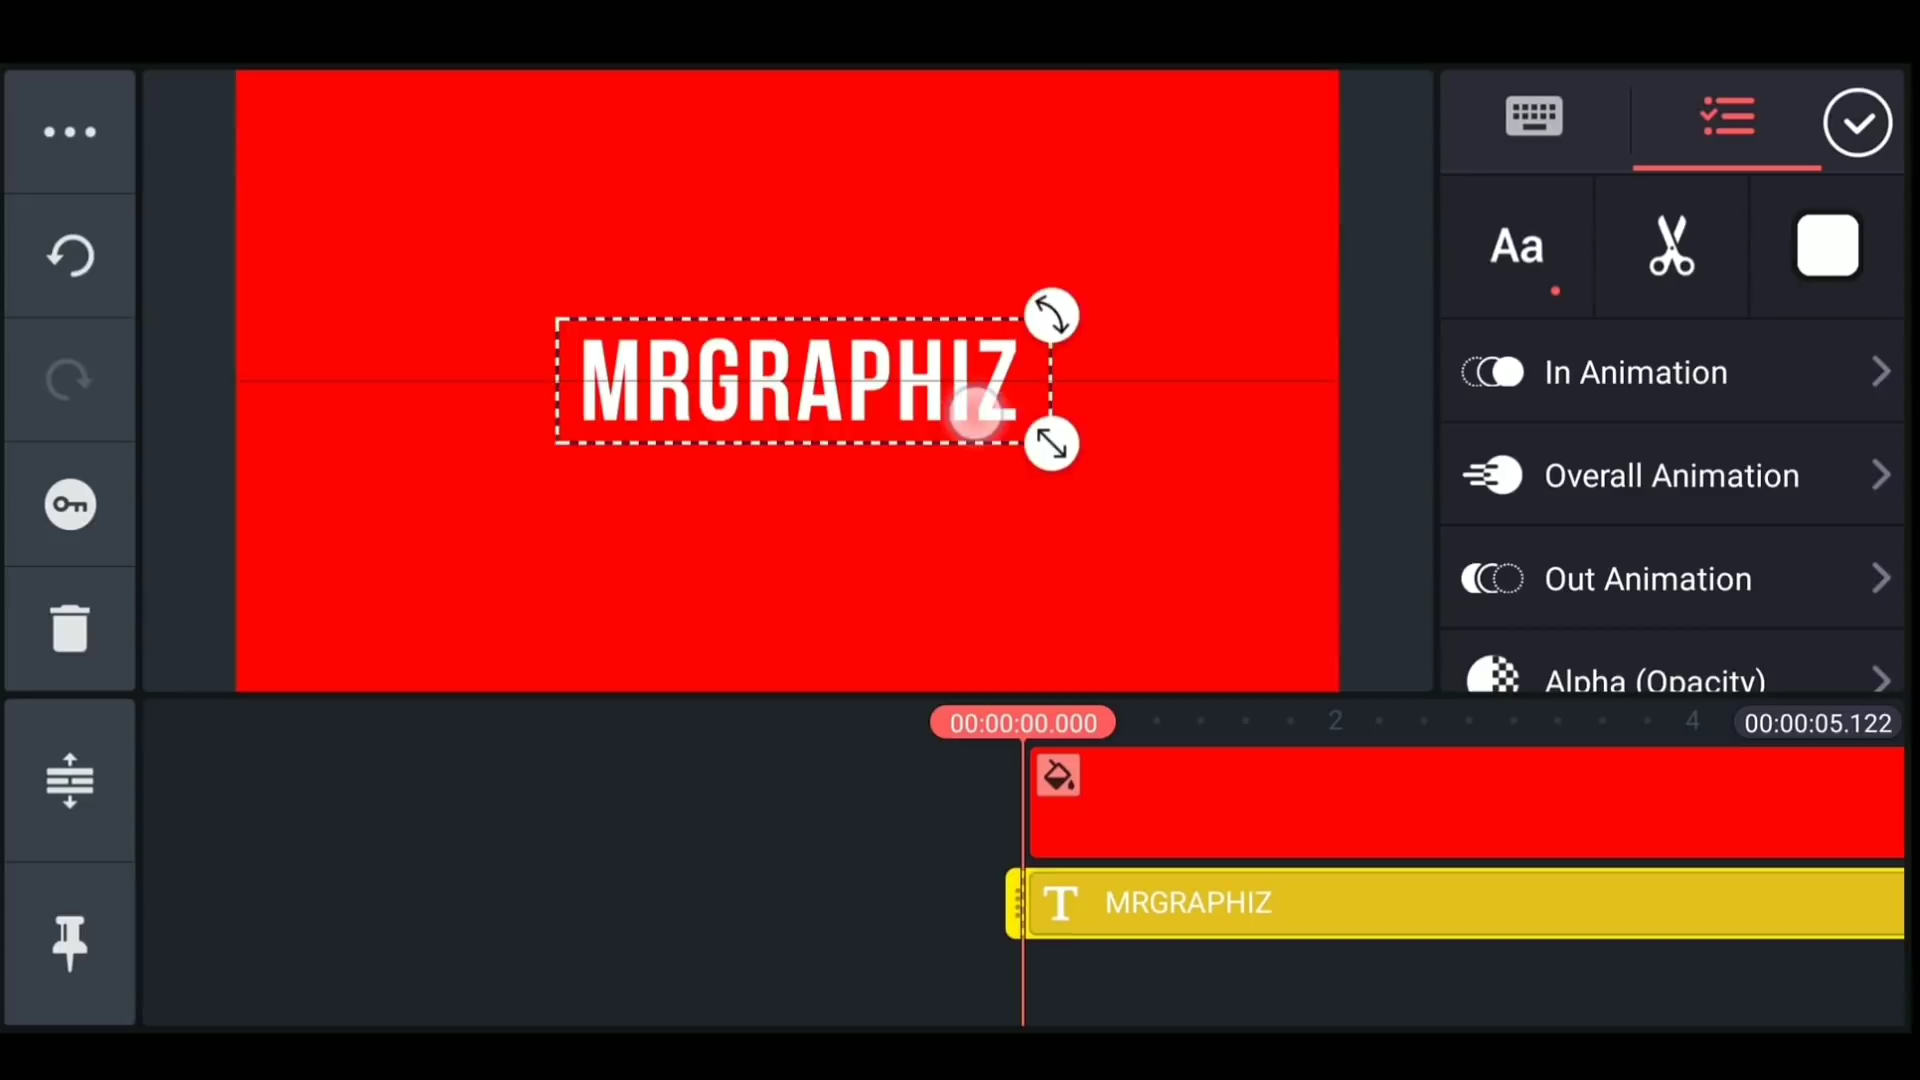 MRGRAPHIZ
Aa
In Animation
Overall Animation
Out Animation
Alpha (Opacity)
00:00:00.000
2
4
00:00:05.122
T MRGRAPHIZ